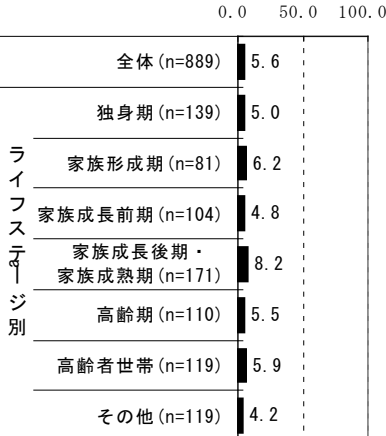 0.0 50.0 100.0
全体(n=889) 5.6
ライフステージ別
独身期(n=139) 5.0
家族形成期(n=81) 6.2
家族成長前期(n=104) 4.8
家族成長後期・
家族成熟期(n=171) 8.2
高齢期(n=110) 5.5
高齢者世帯(n=119) 5.9
その他(n=119) 4.2